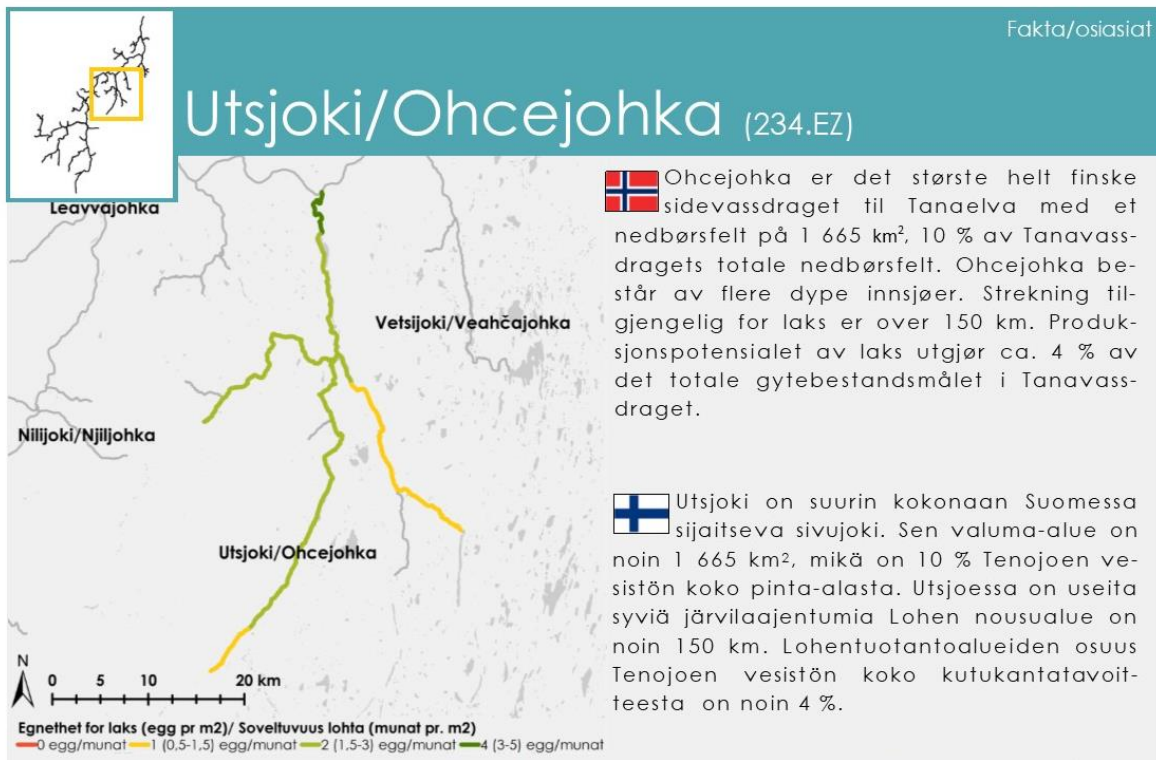 Fakta/osiasiat
Utsjoki/Ohcejohka (234.EZ)
Leavvajohka
Vetsijoki/Veahčajohka
Nilijoki/Njiljohka
Utsjoki/Ohcejohka
N
0 5 10 20 km
Egnethet for laks (egg pr m2)/ Soveltuvuus lohta (munat pr. m2)
0 egg/munat 1 (0,5-1,5) egg/munat 2 (1,5-3) egg/munat 4 (3-5) egg/munat
Ohcejohka er det største helt finske
sidevassdraget til Tanaelva med et
nedbørsfelt på 1 665 km², 10 % av Tanavass-
dragets totale nedbørsfelt. Ohcejohka be-
står av flere dype innsjøer. Strekning til-
gjengelig for laks er over 150 km. Produk-
sjonspotensialet av laks utgjør ca. 4 % av
det totale gytebestandsmålet i Tanavass-
draget.
Utsjoki on suurin kokonaan Suomessa
sijaitseva sivujoki. Sen valuma-alue on
noin 1 665 km², mikä on 10 % Tenojoen ve-
sistön koko pinta-alasta. Utsjoessa on useita
syviä järvilaajentumia Lohen nousualue on
noin 150 km. Lohentuotantoalueiden osuus
Tenojoen vesistön koko kutukantatavoit-
teesta on noin 4 %.